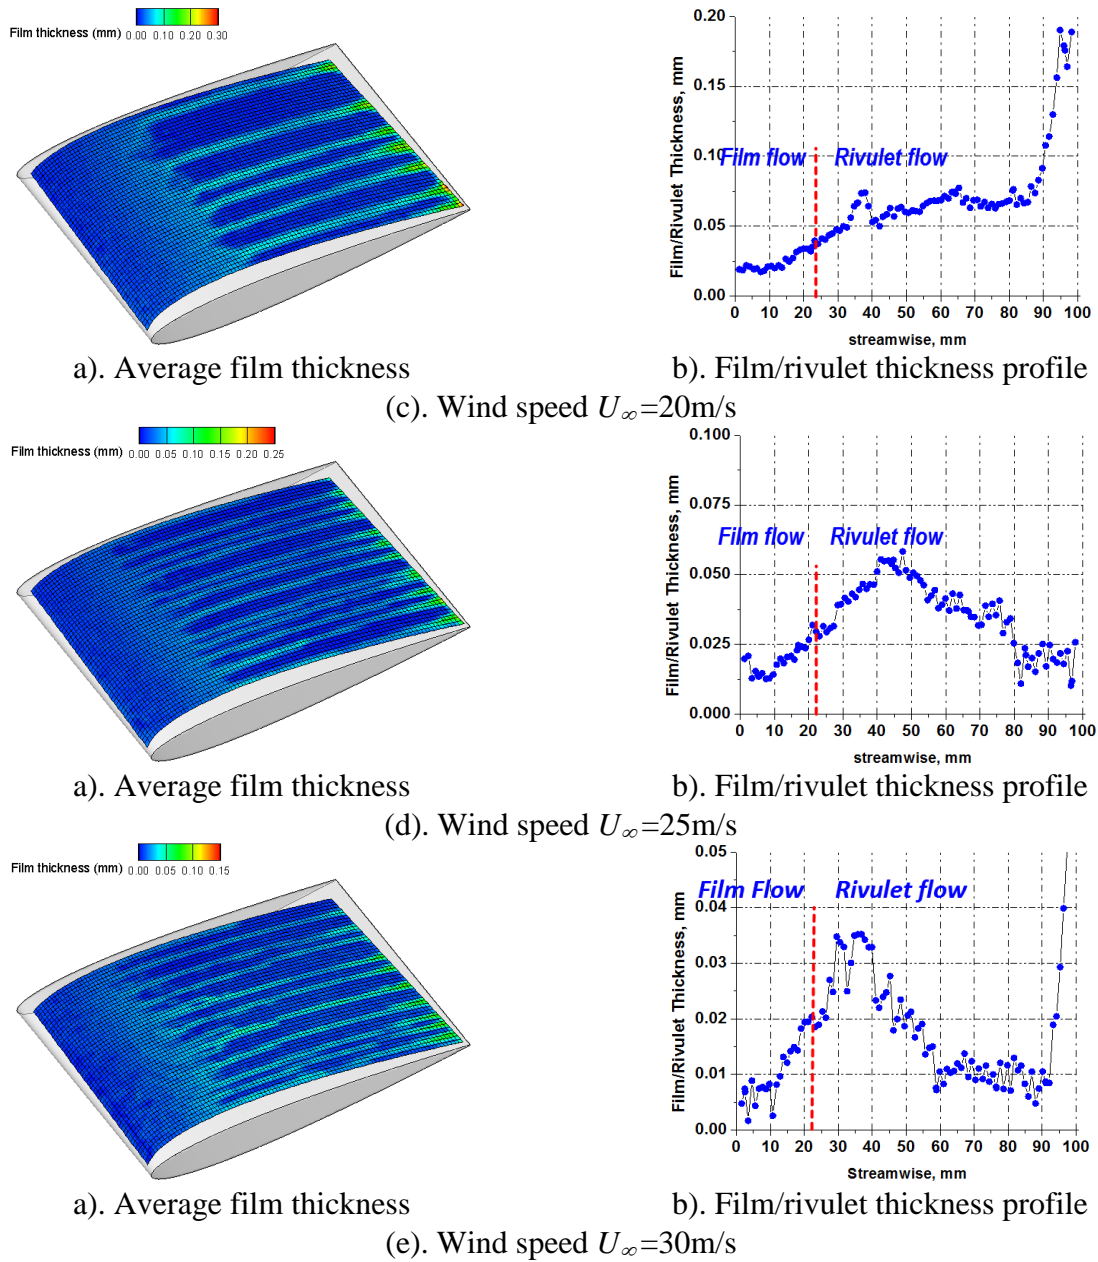 Film thickness (mm) 0.00 0.10 0.20 0.30
0.20
0.15
0.10
0.05
0.00
Film/Rivulet Thickness, mm
Film flow
Rivulet flow
0 10 20 30 40 50 60 70 80 90 100
streamwise, mm
a). Average film thickness
b). Film/rivulet thickness profile
(c). Wind speed U∞=20m/s
Film thickness (mm) 0.00 0.05 0.10 0.15 0.20 0.25
0.100
0.075
0.050
0.025
0.000
Film/Rivulet Thickness, mm
Film flow
Rivulet flow
0 10 20 30 40 50 60 70 80 90 100
streamwise, mm
a). Average film thickness
b). Film/rivulet thickness profile
(d). Wind speed U∞=25m/s
Film thickness (mm) 0.00 0.05 0.10 0.15
0.05
0.04
0.03
0.02
0.01
0.00
Film/Rivulet Thickness, mm
Film Flow
Rivulet flow
0 10 20 30 40 50 60 70 80 90 100
Streamwise, mm
a). Average film thickness
b). Film/rivulet thickness profile
(e). Wind speed U∞=30m/s